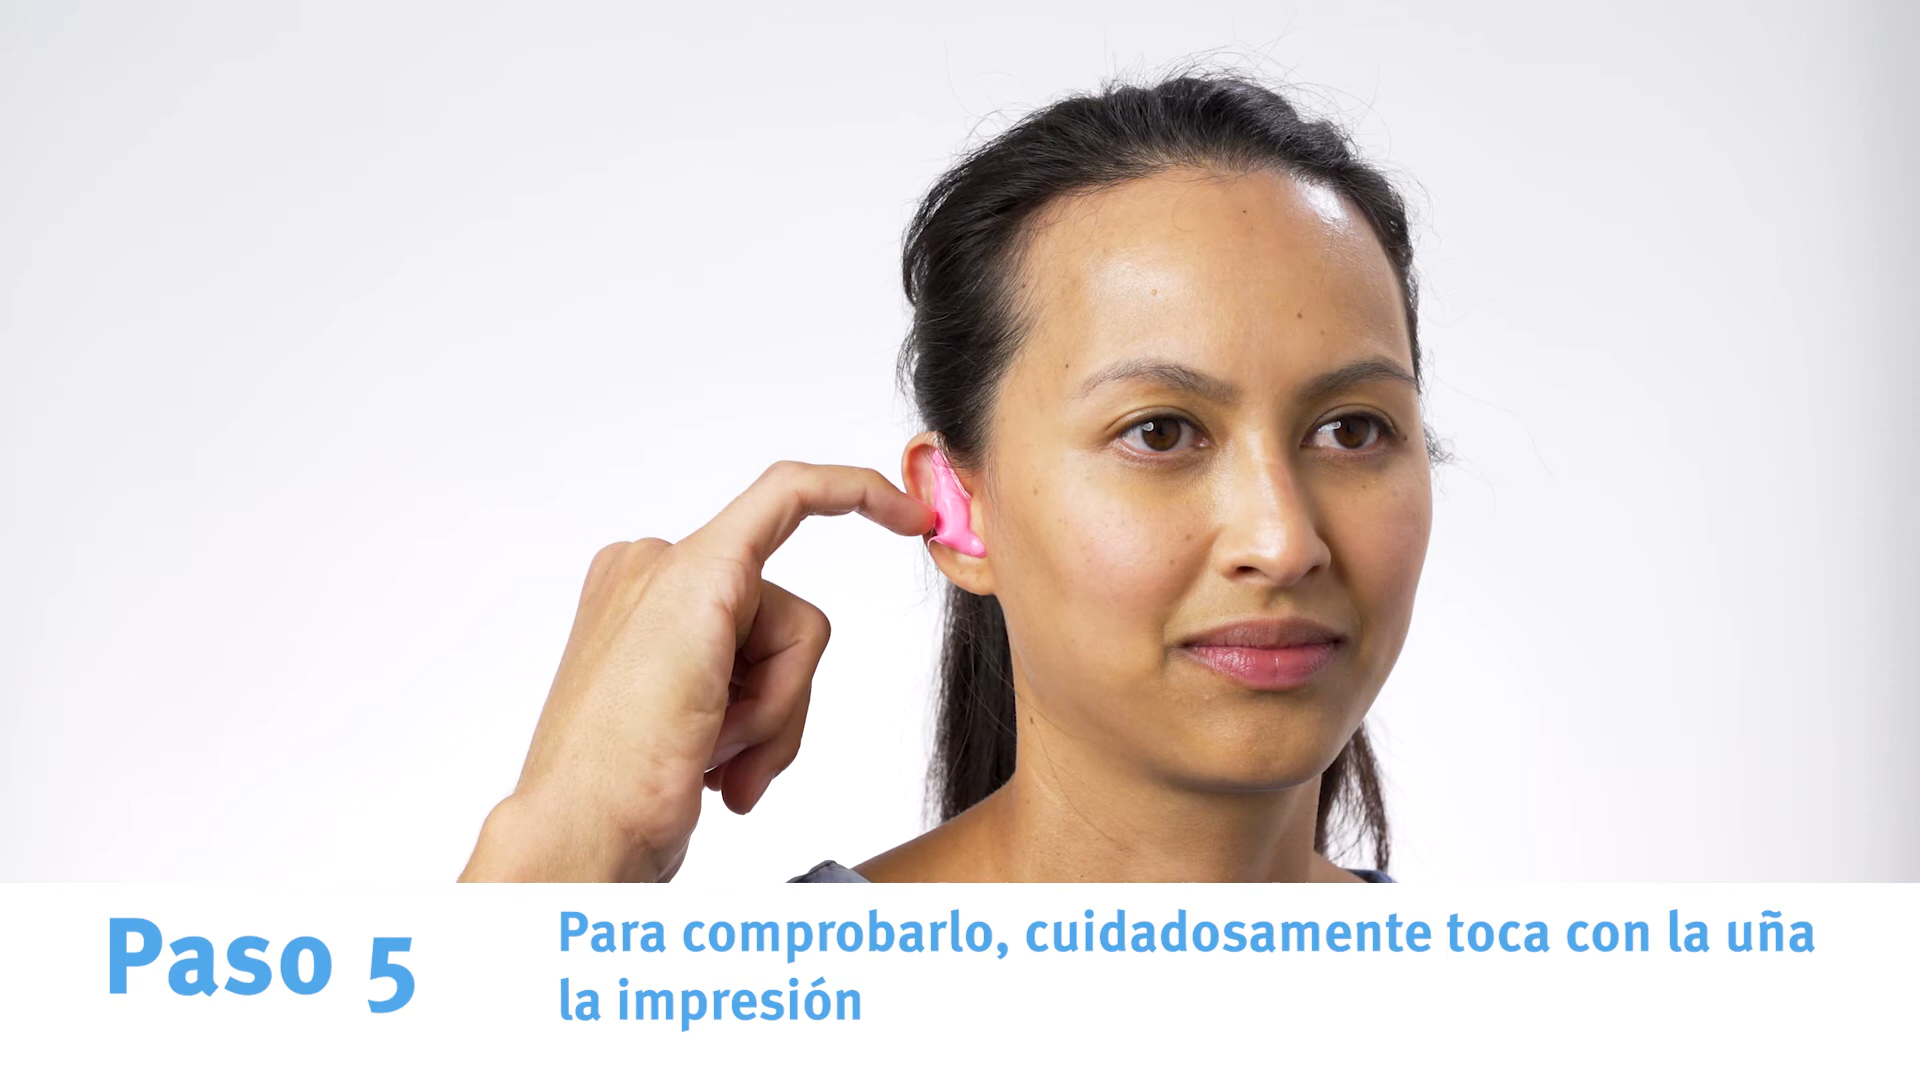 Paso 5
Para comprobarlo, cuidadosamente toca con la uña
la impresión